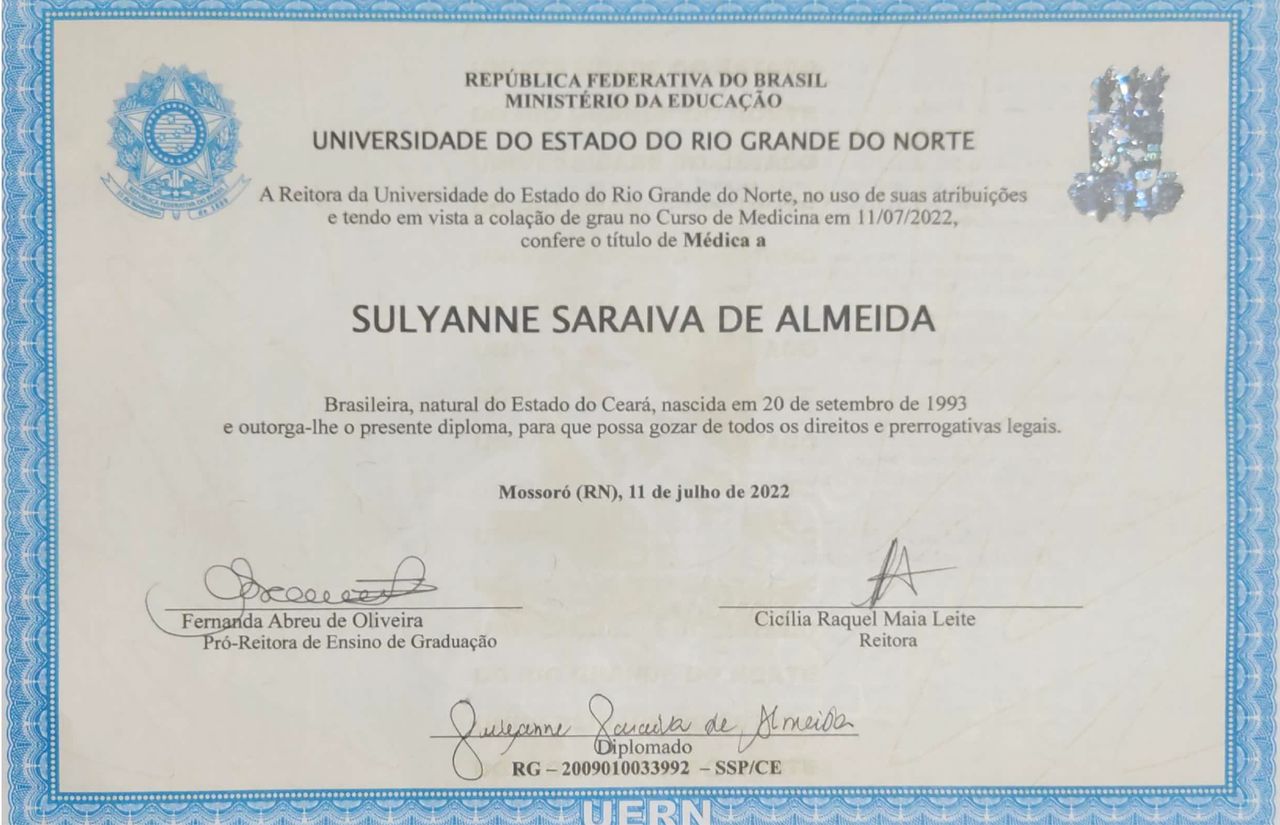 REPÚBLICA FEDERATIVA DO BRASIL
MINISTÉRIO DA EDUCAÇÃO
UNIVERSIDADE DO ESTADO DO RIO GRANDE DO NORTE
A Reitora da Universidade do Estado do Rio Grande do Norte, no uso de suas atribuições
e tendo em vista a colação de grau no Curso de Medicina em 11/07/2022,
confere o título de Médica a
SULYANNE SARAIVA DE ALMEIDA
Brasileira, natural do Estado do Ceará, nascida em 20 de setembro de 1993
e outorga-lhe o presente diploma, para que possa gozar de todos os direitos e prerrogativas legais.
Mossoró (RN), 11 de julho de 2022
Fernanda Abreu de Oliveira
Pró-Reitora de Ensino de Graduação
Cicília Raquel Maia Leite
Reitora
Sulyanne Saraiva de Almeida
Diplomado
RG – 2009010033992 – SSP/CE
UERN